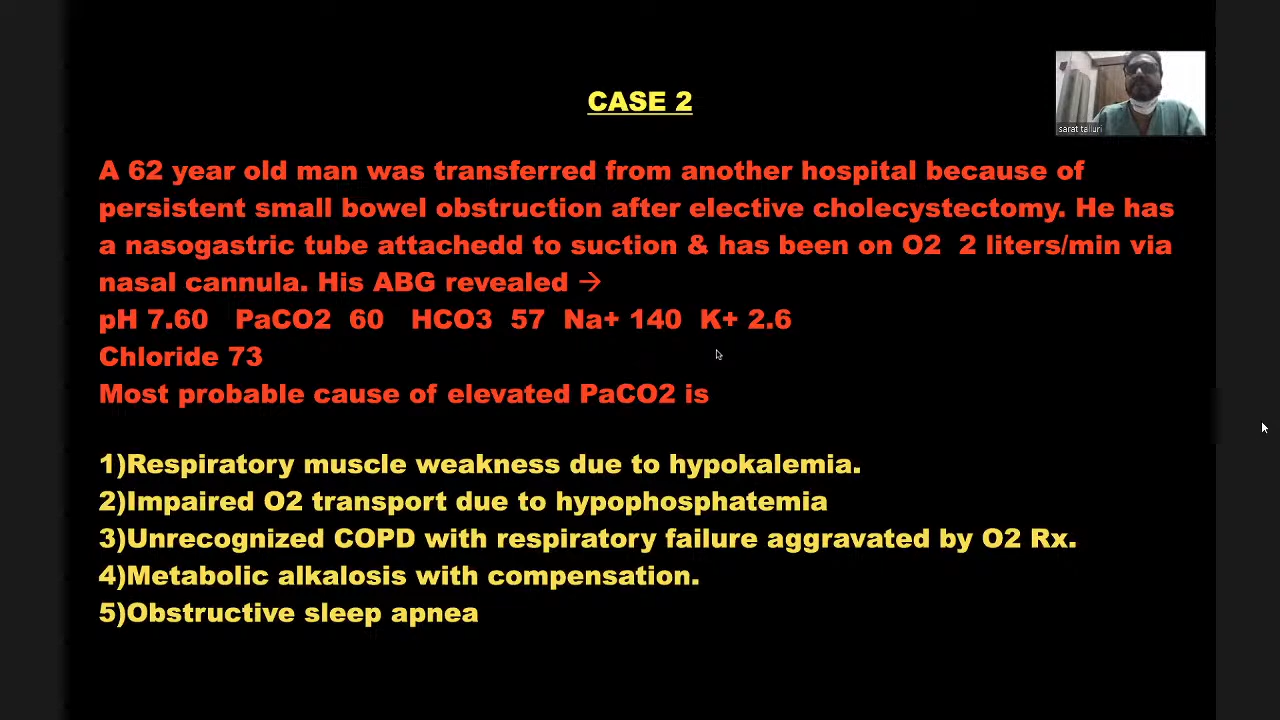 CASE 2
sarat talluri
A 62 year old man was transferred from another hospital because of
persistent small bowel obstruction after elective cholecystectomy. He has
a nasogastric tube attachedd to suction & has been on O2  2 liters/min via
nasal cannula. His ABG revealed →
pH 7.60   PaCO2  60   HCO3  57  Na+ 140  K+ 2.6
Chloride 73
Most probable cause of elevated PaCO2 is
1)Respiratory muscle weakness due to hypokalemia.
2)Impaired O2 transport due to hypophosphatemia
3)Unrecognized COPD with respiratory failure aggravated by O2 Rx.
4)Metabolic alkalosis with compensation.
5)Obstructive sleep apnea